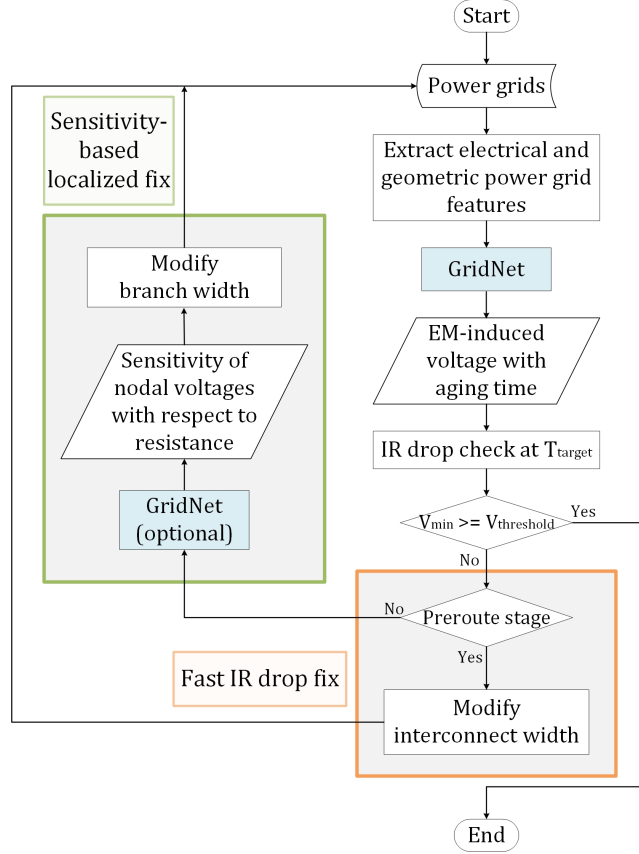 Start
Power grids
Extract electrical and
geometric power grid
features
GridNet
EM-induced
voltage with
aging time
IR drop check at Ttarget
Vmin >= Vthreshold
Yes
No
Preroute stage
No
Yes
Modify
interconnect width
Fast IR drop fix
End
Sensitivity-
based
localized fix
Modify
branch width
Sensitivity of
nodal voltages
with respect to
resistance
GridNet
(optional)